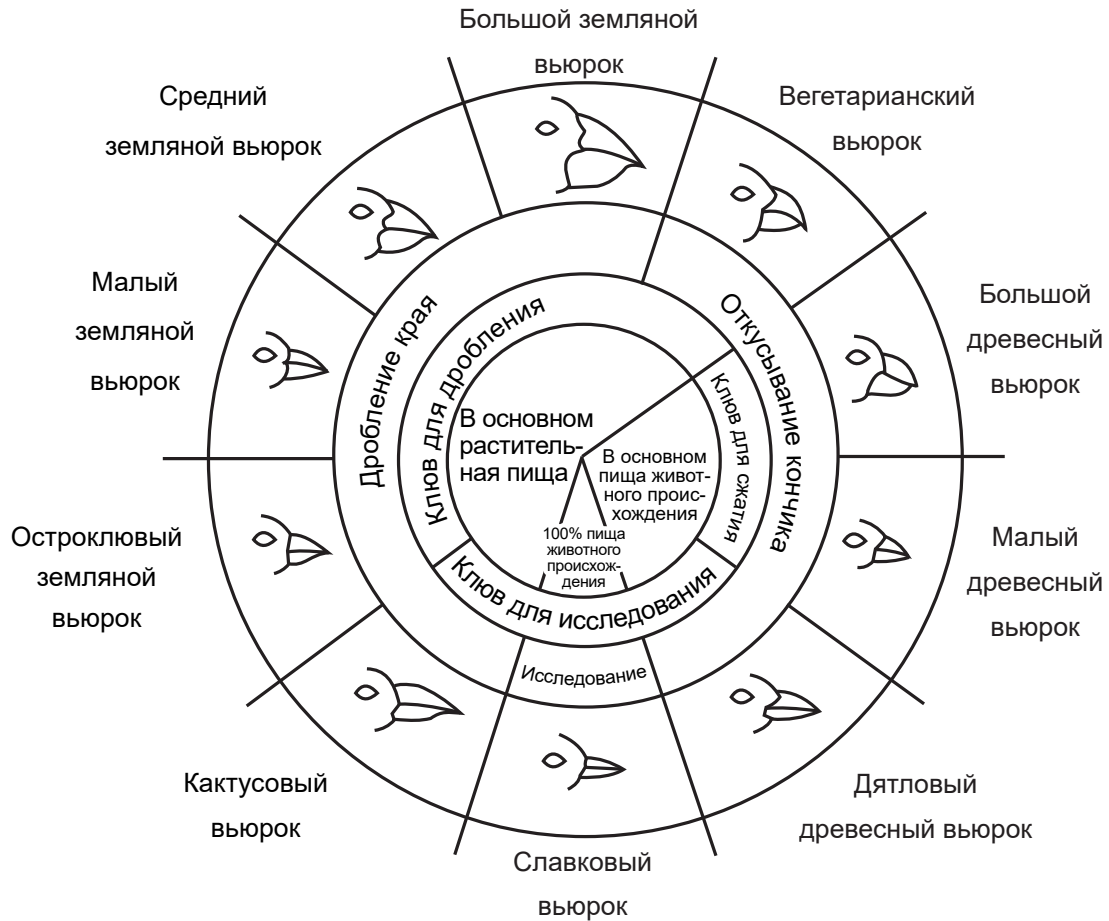 Большой земляной
вьюрок
Средний
земляной вьюрок
Вегетарианский
вьюрок
Малый
земляной
вьюрок
Большой
древесный
вьюрок
Дробление края
Клюв для дробления
Откусывание кончика
Клюв для сжатия
В основном
раститель-
ная пища
В основном
пища живот-
ного проис-
хождения
100% пища
животного
происхож-
дения
Клюв для исследования
Исследование
Остроклювый
земляной
вьюрок
Малый
древесный
вьюрок
Кактусовый
вьюрок
Дятловый
древесный вьюрок
Славковый
вьюрок